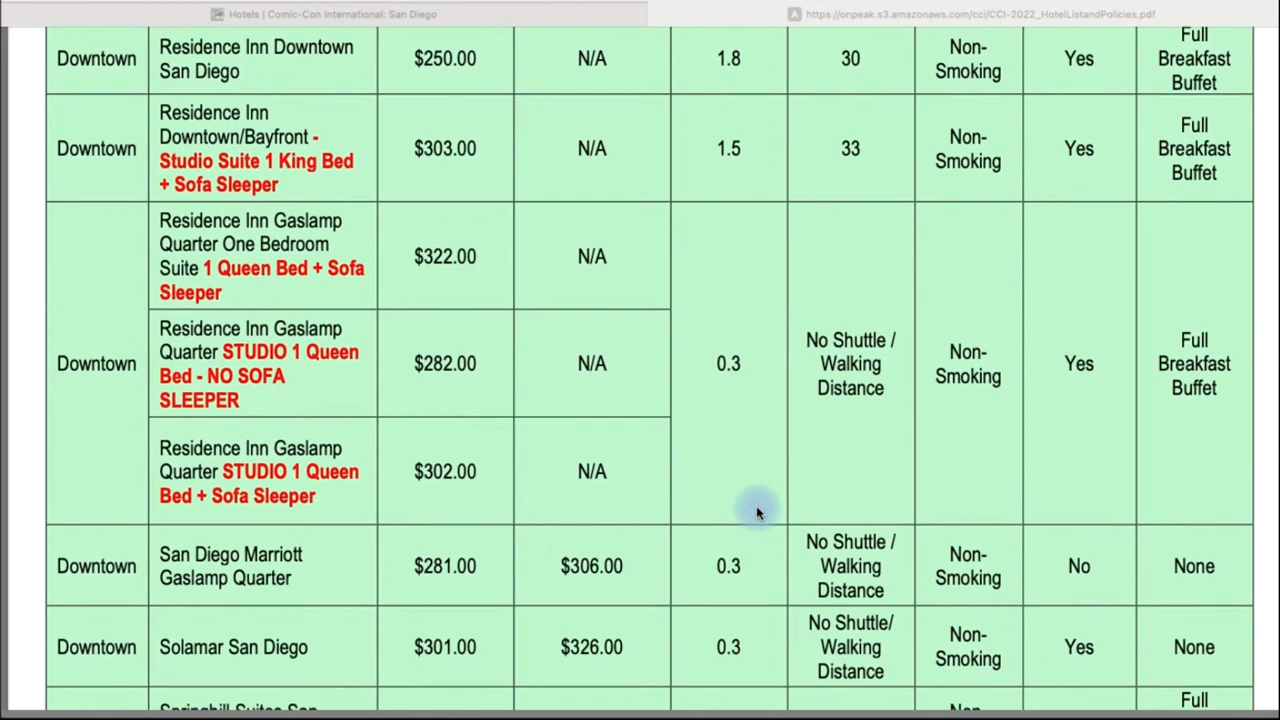 Hotels | Comic-Con International: San Diego
https://onpeak.s3.amazonaws.com/cci/CCI-2022_HotelListandPolicies.pdf
Downtown
Residence Inn Downtown
San Diego
$250.00
N/A
1.8
30
Non-
Smoking
Yes
Full
Breakfast
Buffet
Downtown
Residence Inn
Downtown/Bayfront -
Studio Suite 1 King Bed
+ Sofa Sleeper
$303.00
N/A
1.5
33
Non-
Smoking
Yes
Full
Breakfast
Buffet
Downtown
Residence Inn Gaslamp
Quarter One Bedroom
Suite 1 Queen Bed + Sofa
Sleeper
$322.00
N/A
Residence Inn Gaslamp
Quarter STUDIO 1 Queen
Bed - NO SOFA
SLEEPER
$282.00
N/A
Residence Inn Gaslamp
Quarter STUDIO 1 Queen
Bed + Sofa Sleeper
$302.00
N/A
0.3
No Shuttle /
Walking
Distance
Non-
Smoking
Yes
Full
Breakfast
Buffet
Downtown
San Diego Marriott
Gaslamp Quarter
$281.00
$306.00
0.3
No Shuttle /
Walking
Distance
Non-
Smoking
No
None
Downtown
Solamar San Diego
$301.00
$326.00
0.3
No Shuttle/
Walking
Distance
Non-
Smoking
Yes
None
Springhill Suites San
Full